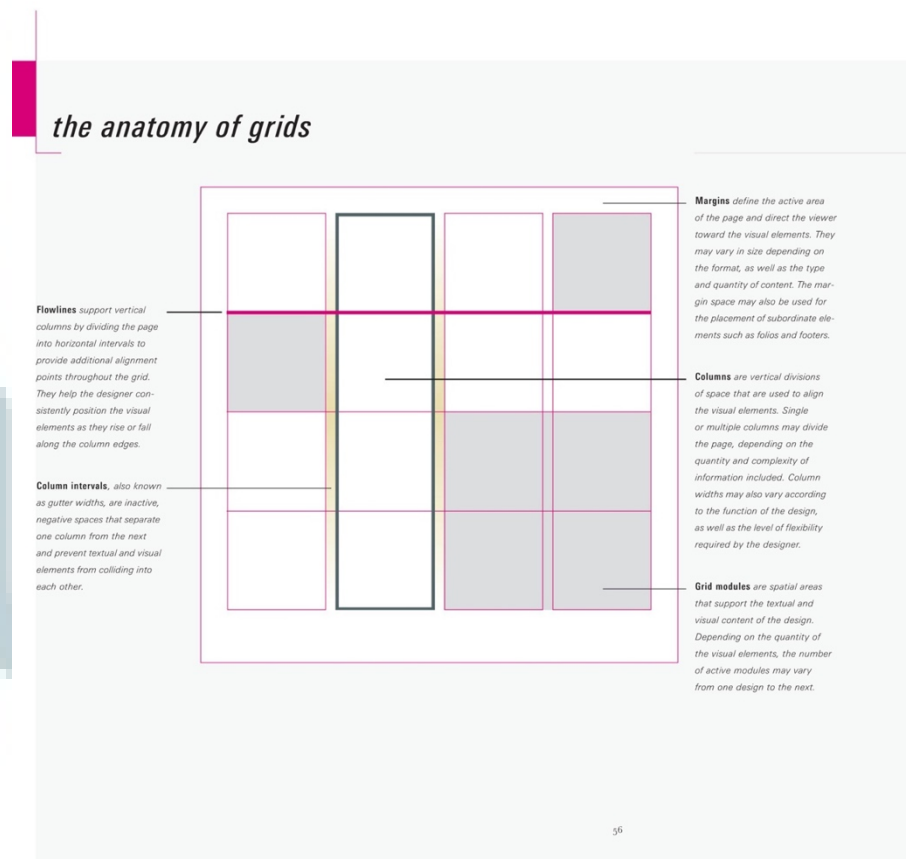 the anatomy of grids
Flowlines support vertical
columns by dividing the page
into horizontal intervals to
provide additional alignment
points throughout the grid.
They help the designer con-
sistently position the visual
elements as they rise or fall
along the column edges.
Column intervals, also known
as gutter widths, are inactive,
negative spaces that separate
one column from the next
and prevent textual and visual
elements from colliding into
each other.
Margins define the active area
of the page and direct the viewer
toward the visual elements. They
may vary in size depending on
the format, as well as the type
and quantity of content. The mar-
gin space may also be used for
the placement of subordinate ele-
ments such as folios and footers.
Columns are vertical divisions
of space that are used to align
the visual elements. Single
or multiple columns may divide
the page, depending on the
quantity and complexity of
information included. Column
widths may also vary according
to the function of the design,
as well as the level of flexibility
required by the designer.
Grid modules are spatial areas
that support the textual and
visual content of the design.
Depending on the quantity of
the visual elements, the number
of active modules may vary
from one design to the next.
56